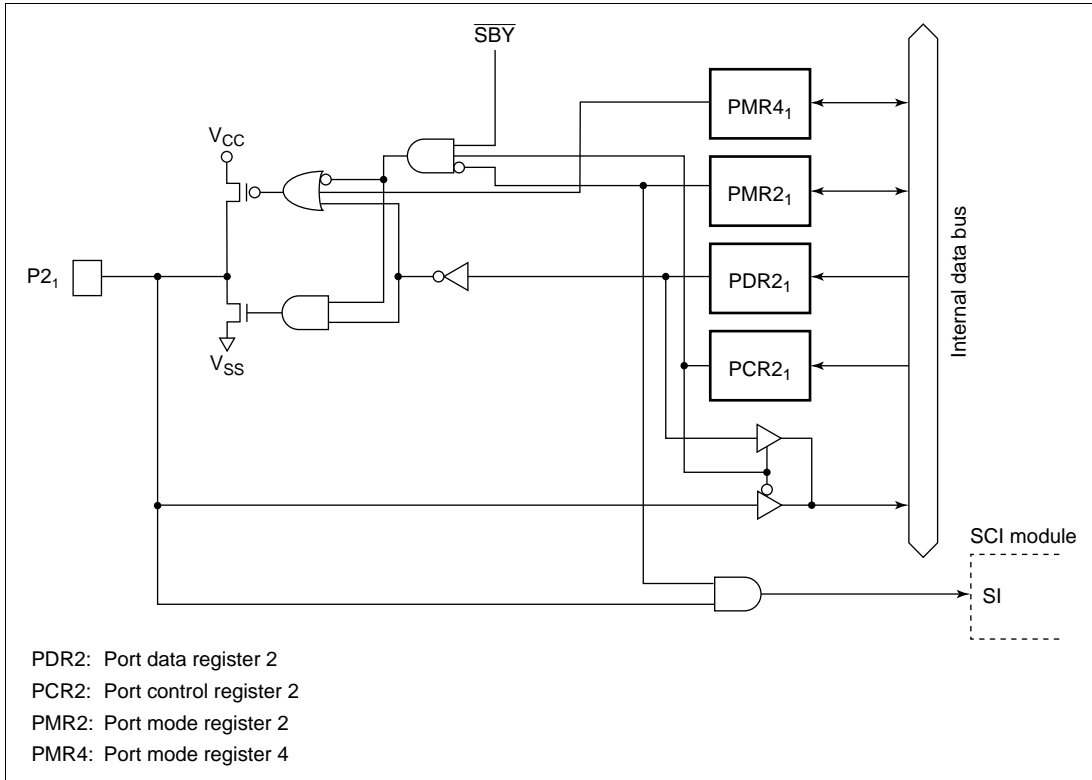 SBY
PMR4₁
V_CC
PMR2₁
PDR2₁
Internal data bus
P2₁
PCR2₁
V_SS
SCI module
SI
PDR2: Port data register 2
PCR2: Port control register 2
PMR2: Port mode register 2
PMR4: Port mode register 4